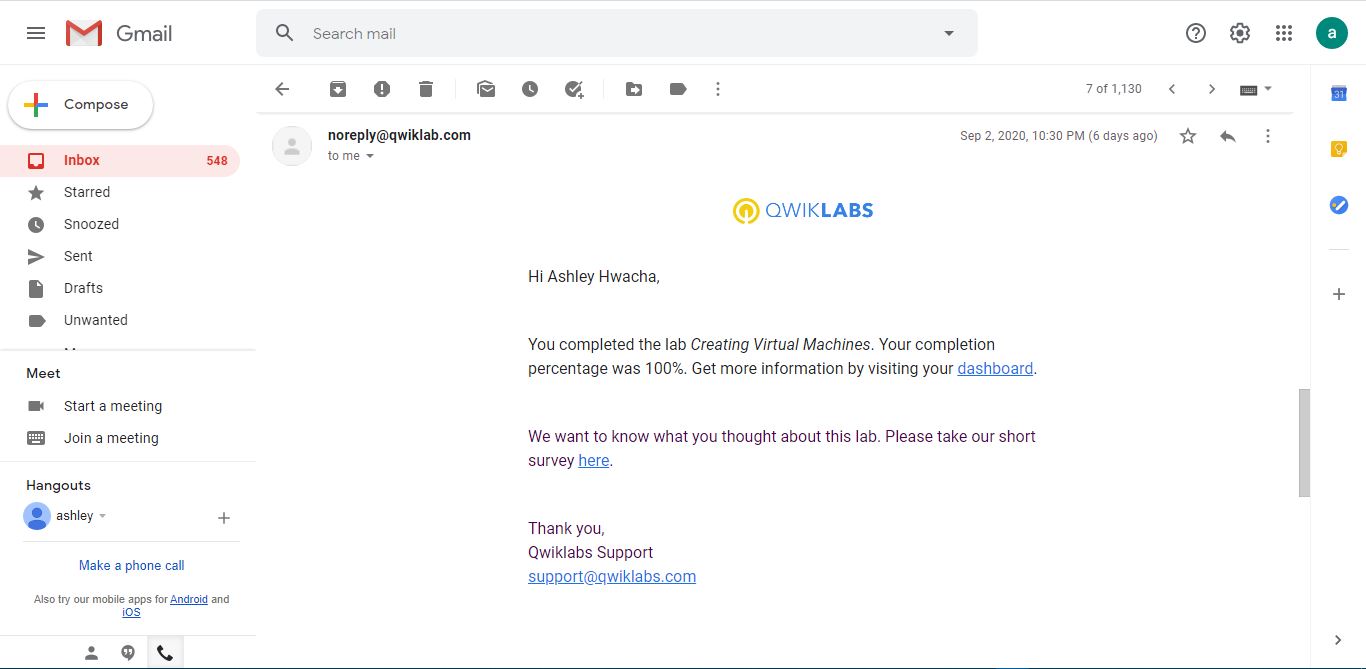 Gmail
Search mail
a
Compose
7 of 1,130
31
Inbox 548
Starred
Snoozed
Sent
Drafts
Unwanted
Meet
Start a meeting
Join a meeting
Hangouts
ashley
Make a phone call
Also try our mobile apps for Android and
iOS
noreply@qwiklab.com
Sep 2, 2020, 10:30 PM (6 days ago)
to me
QWIKLABS
Hi Ashley Hwacha,
You completed the lab Creating Virtual Machines. Your completion
percentage was 100%. Get more information by visiting your dashboard.
We want to know what you thought about this lab. Please take our short
survey here.
Thank you,
Qwiklabs Support
support@qwiklabs.com